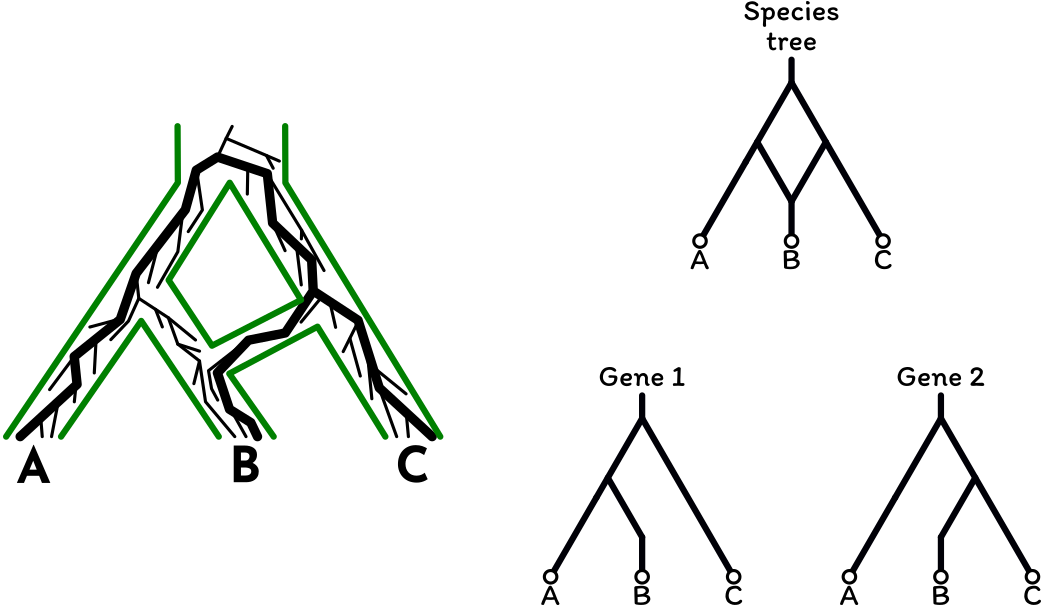 Species
tree
A B C
A B C
Gene 1 Gene 2
A B C A B C